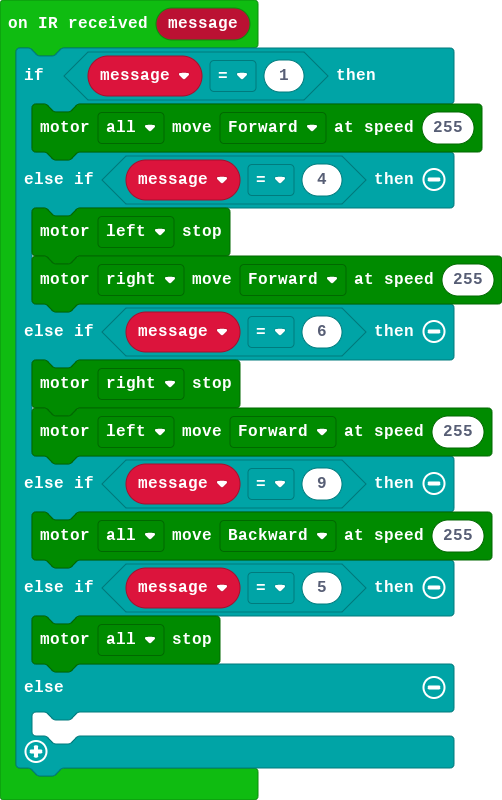 on IR received message
if message = 1 then
motor all move Forward at speed 255
else if message = 4 then
motor left stop
motor right move Forward at speed 255
else if message = 6 then
motor right stop
motor left move Forward at speed 255
else if message = 9 then
motor all move Backward at speed 255
else if message = 5 then
motor all stop
else